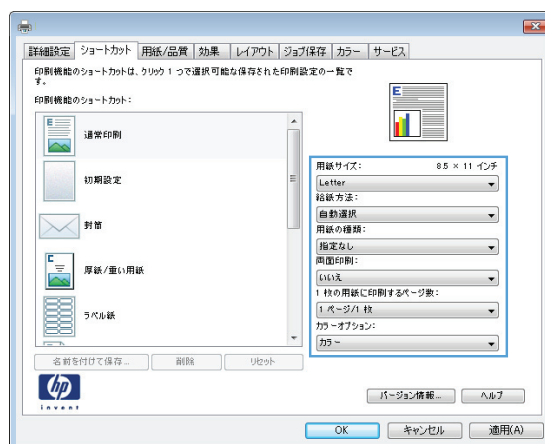 詳細設定 ショートカット 用紙/品質 効果 レイアウト ジョブ保存 カラー サービス
印刷機能のショートカットは、クリック 1 つで選択可能な保存された印刷設定の一覧で
す。
印刷機能のショートカット:
通常印刷
初期設定
封筒
厚紙/重い用紙
ラベル紙
用紙サイズ: 8.5 × 11 インチ
Letter
給紙方法:
自動選択
用紙の種類:
指定なし
両面印刷:
いいえ
1 枚の用紙に印刷するページ数:
1 ページ/1 枚
カラーオプション:
カラー
名前を付けて保存... 削除 リセット
hp
invent
バージョン情報... ヘルプ
OK キャンセル 適用(A)